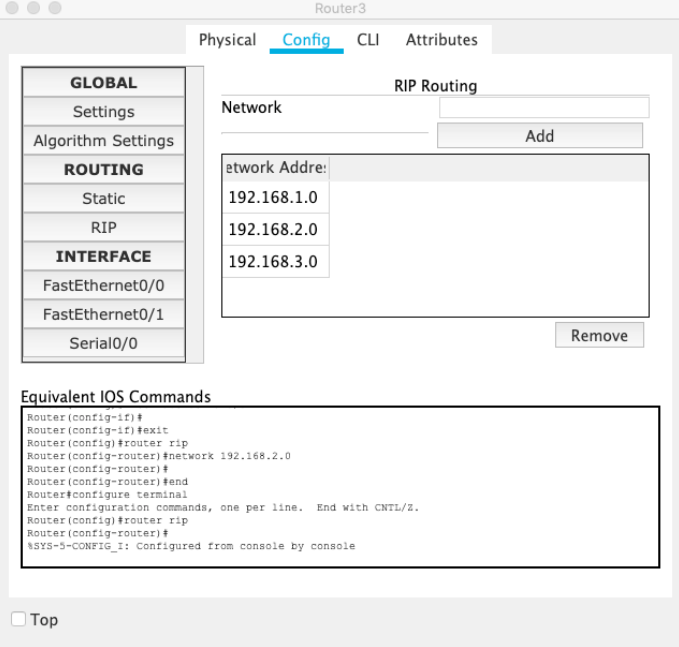 Router3
Physical Config CLI Attributes
GLOBAL
Settings
Algorithm Settings
ROUTING
Static
RIP
INTERFACE
FastEthernet0/0
FastEthernet0/1
Serial0/0
RIP Routing
Network
Add
etwork Addre
192.168.1.0
192.168.2.0
192.168.3.0
Remove
Equivalent IOS Commands
Router(config-if)#
Router(config-if)#exit
Router(config)#router rip
Router(config-router)#network 192.168.2.0
Router(config-router)#
Router(config-router)#end
Router#configure terminal
Enter configuration commands, one per line. End with CNTL/Z.
Router(config)#router rip
Router(config-router)#
%SYS-5-CONFIG_I: Configured from console by console
Top